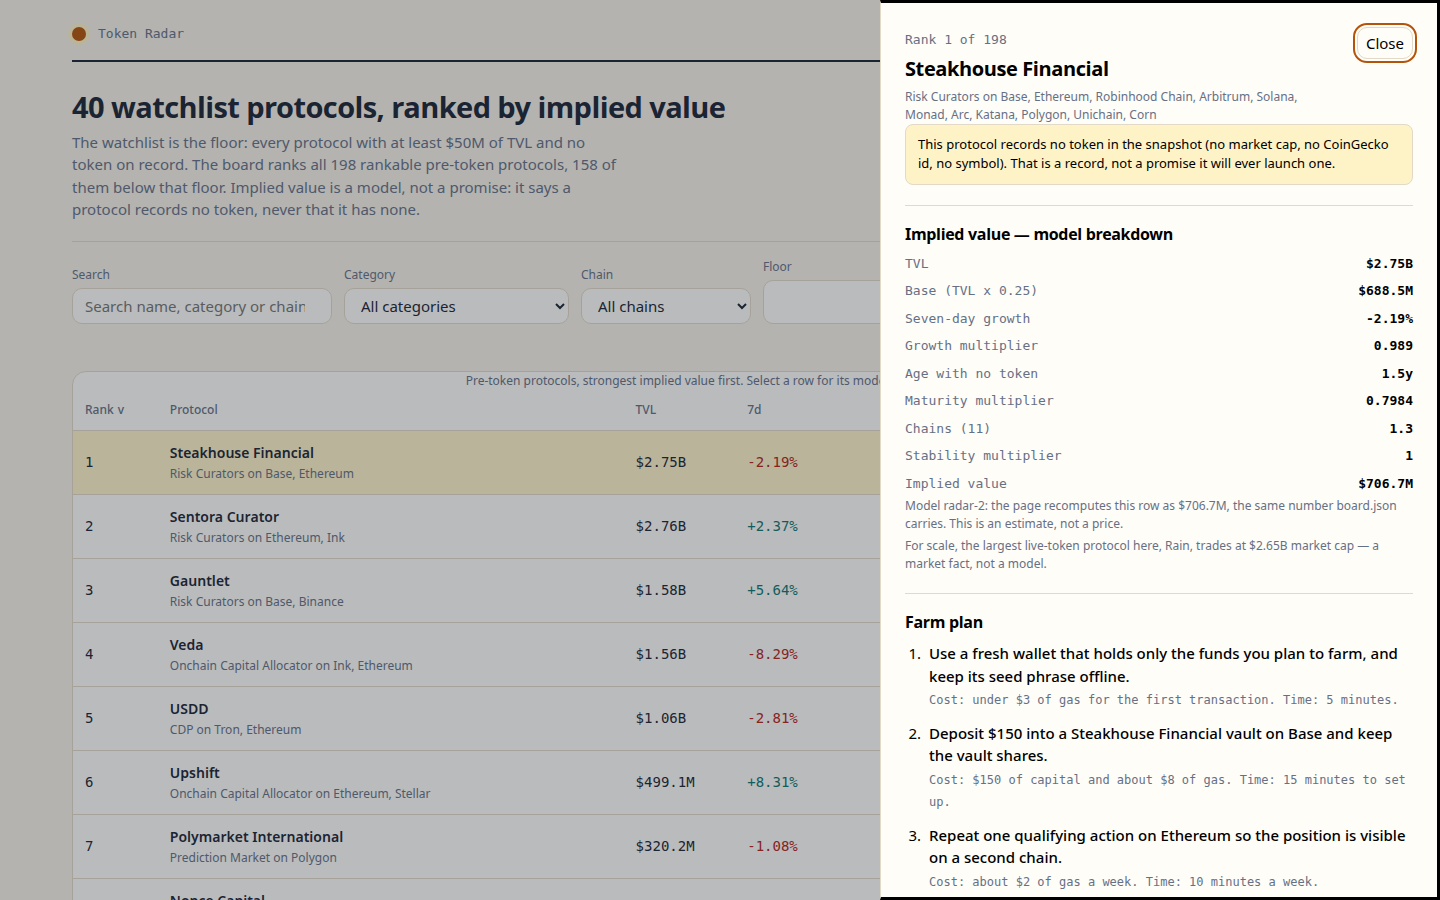 Token Radar
40 watchlist protocols, ranked by implied value
The watchlist is the floor: every protocol with at least $50M of TVL and no
token on record. The board ranks all 198 rankable pre-token protocols, 158 of
them below that floor. Implied value is a model, not a promise: it says a
protocol records no token, never that it has none.
Search
Category
Chain
Floor
Search name, category or chain
All categories
All chains
Pre-token protocols, strongest implied value first. Select a row for its mod
Rank v
Protocol
TVL
7d
1
Steakhouse Financial
Risk Curators on Base, Ethereum
$2.75B
-2.19%
2
Sentora Curator
Risk Curators on Ethereum, Ink
$2.76B
+2.37%
3
Gauntlet
Risk Curators on Base, Binance
$1.58B
+5.64%
4
Veda
Onchain Capital Allocator on Ink, Ethereum
$1.56B
-8.29%
5
USDD
CDP on Tron, Ethereum
$1.06B
-2.81%
6
Upshift
Onchain Capital Allocator on Ethereum, Stellar
$499.1M
+8.31%
7
Polymarket International
Prediction Market on Polygon
$320.2M
-1.08%
Rank 1 of 198
Close
Steakhouse Financial
Risk Curators on Base, Ethereum, Robinhood Chain, Arbitrum, Solana,
Monad, Arc, Katana, Polygon, Unichain, Corn
This protocol records no token in the snapshot (no market cap, no CoinGecko
id, no symbol). That is a record, not a promise it will ever launch one.
Implied value — model breakdown
TVL $2.75B
Base (TVL x 0.25) $688.5M
Seven-day growth -2.19%
Growth multiplier 0.989
Age with no token 1.5y
Maturity multiplier 0.7984
Chains (11) 1.3
Stability multiplier 1
Implied value $706.7M
Model radar-2: the page recomputes this row as $706.7M, the same number board.json
carries. This is an estimate, not a price.
For scale, the largest live-token protocol here, Rain, trades at $2.65B market cap — a
market fact, not a model.
Farm plan
1. Use a fresh wallet that holds only the funds you plan to farm, and
keep its seed phrase offline.
Cost: under $3 of gas for the first transaction. Time: 5 minutes.
2. Deposit $150 into a Steakhouse Financial vault on Base and keep
the vault shares.
Cost: $150 of capital and about $8 of gas. Time: 15 minutes to set
up.
3. Repeat one qualifying action on Ethereum so the position is visible
on a second chain.
Cost: about $2 of gas a week. Time: 10 minutes a week.